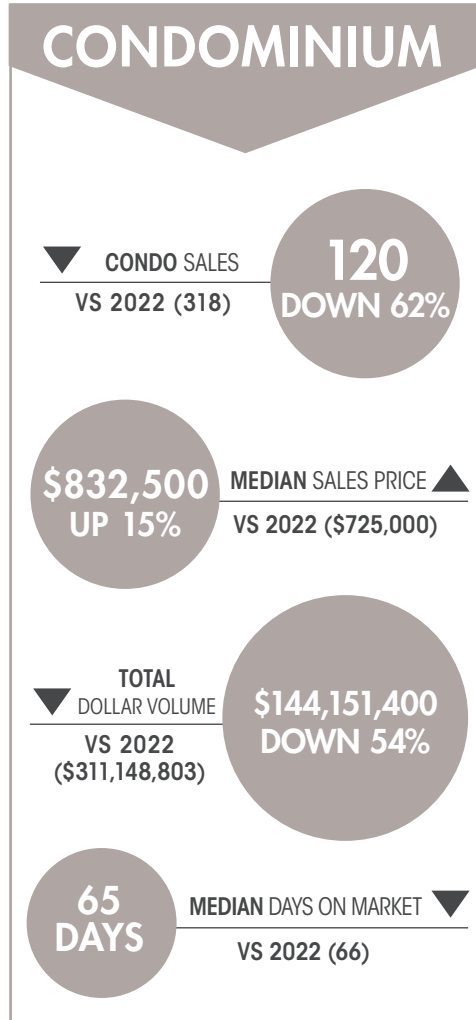 CONDOMINIUM
CONDO SALES
VS 2022 (318)
120
DOWN 62%
$832,500
UP 15%
MEDIAN SALES PRICE
VS 2022 ($725,000)
TOTAL
DOLLAR VOLUME
VS 2022
($311,148,803)
$144,151,400
DOWN 54%
65
DAYS
MEDIAN DAYS ON MARKET
VS 2022 (66)